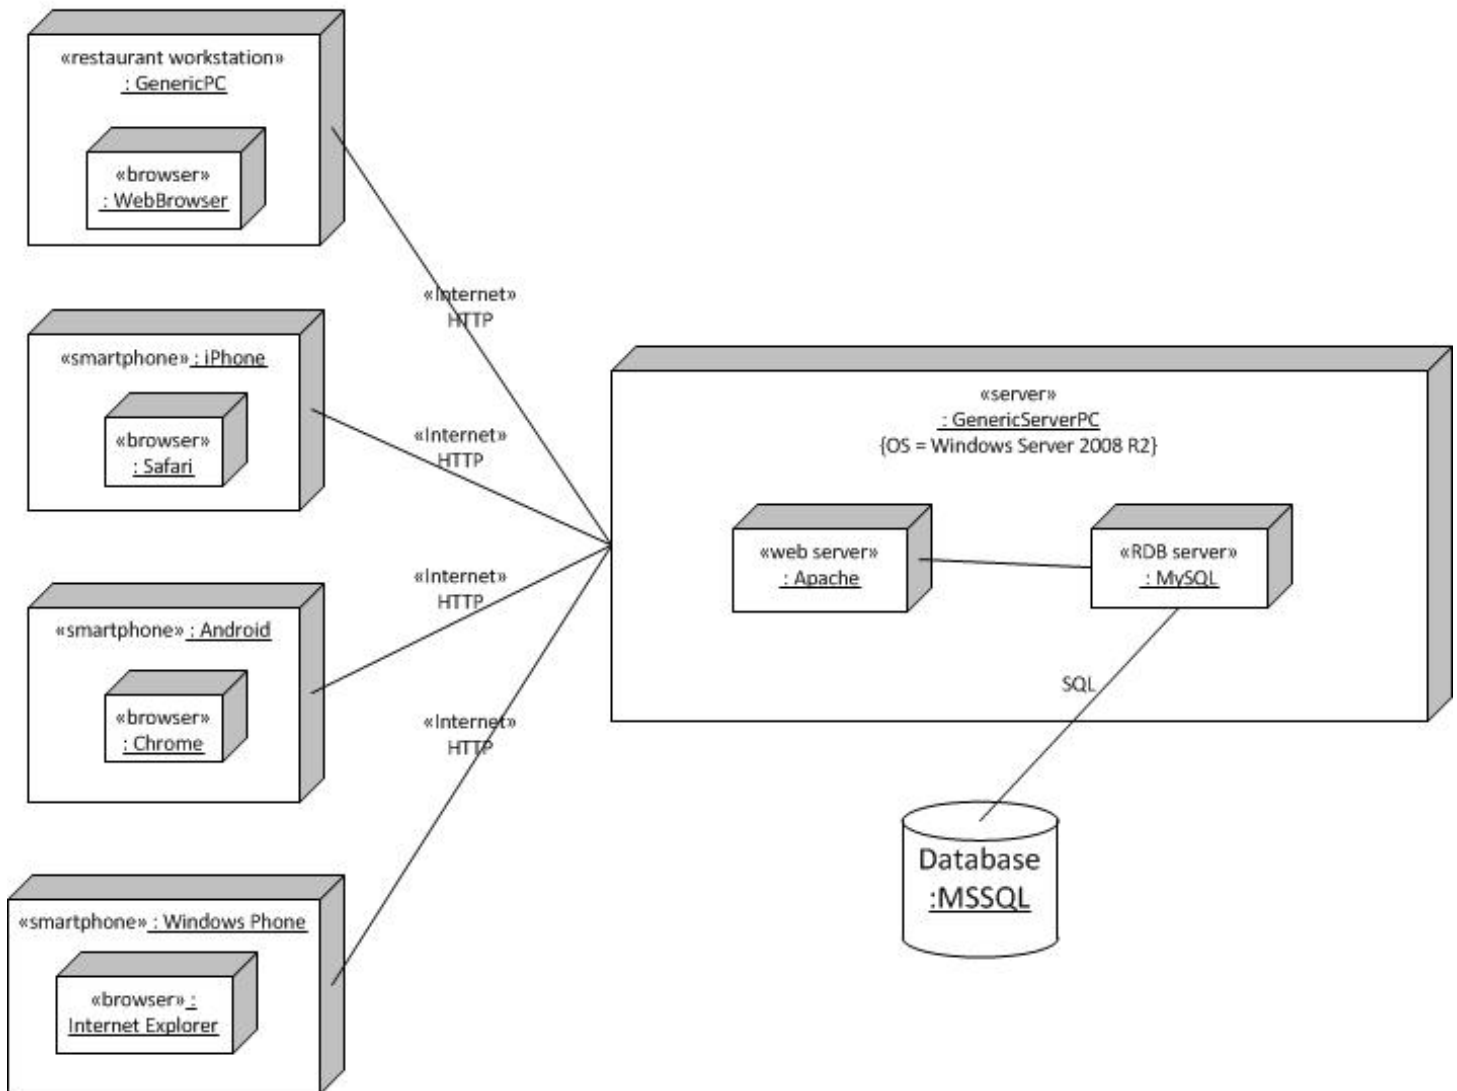 «restaurant workstation»
: GenericPC
«browser»
: WebBrowser
«Internet»
HTTP
«smartphone» : iPhone
«browser»
: Safari
«Internet»
HTTP
«smartphone» : Android
«browser»
: Chrome
«Internet»
HTTP
«smartphone» : Windows Phone
«browser» :
Internet Explorer
«Internet»
HTTP
«server»
: GenericServerPC
{OS = Windows Server 2008 R2}
«web server»
: Apache
«RDB server»
: MySQL
SQL
Database
:MSSQL